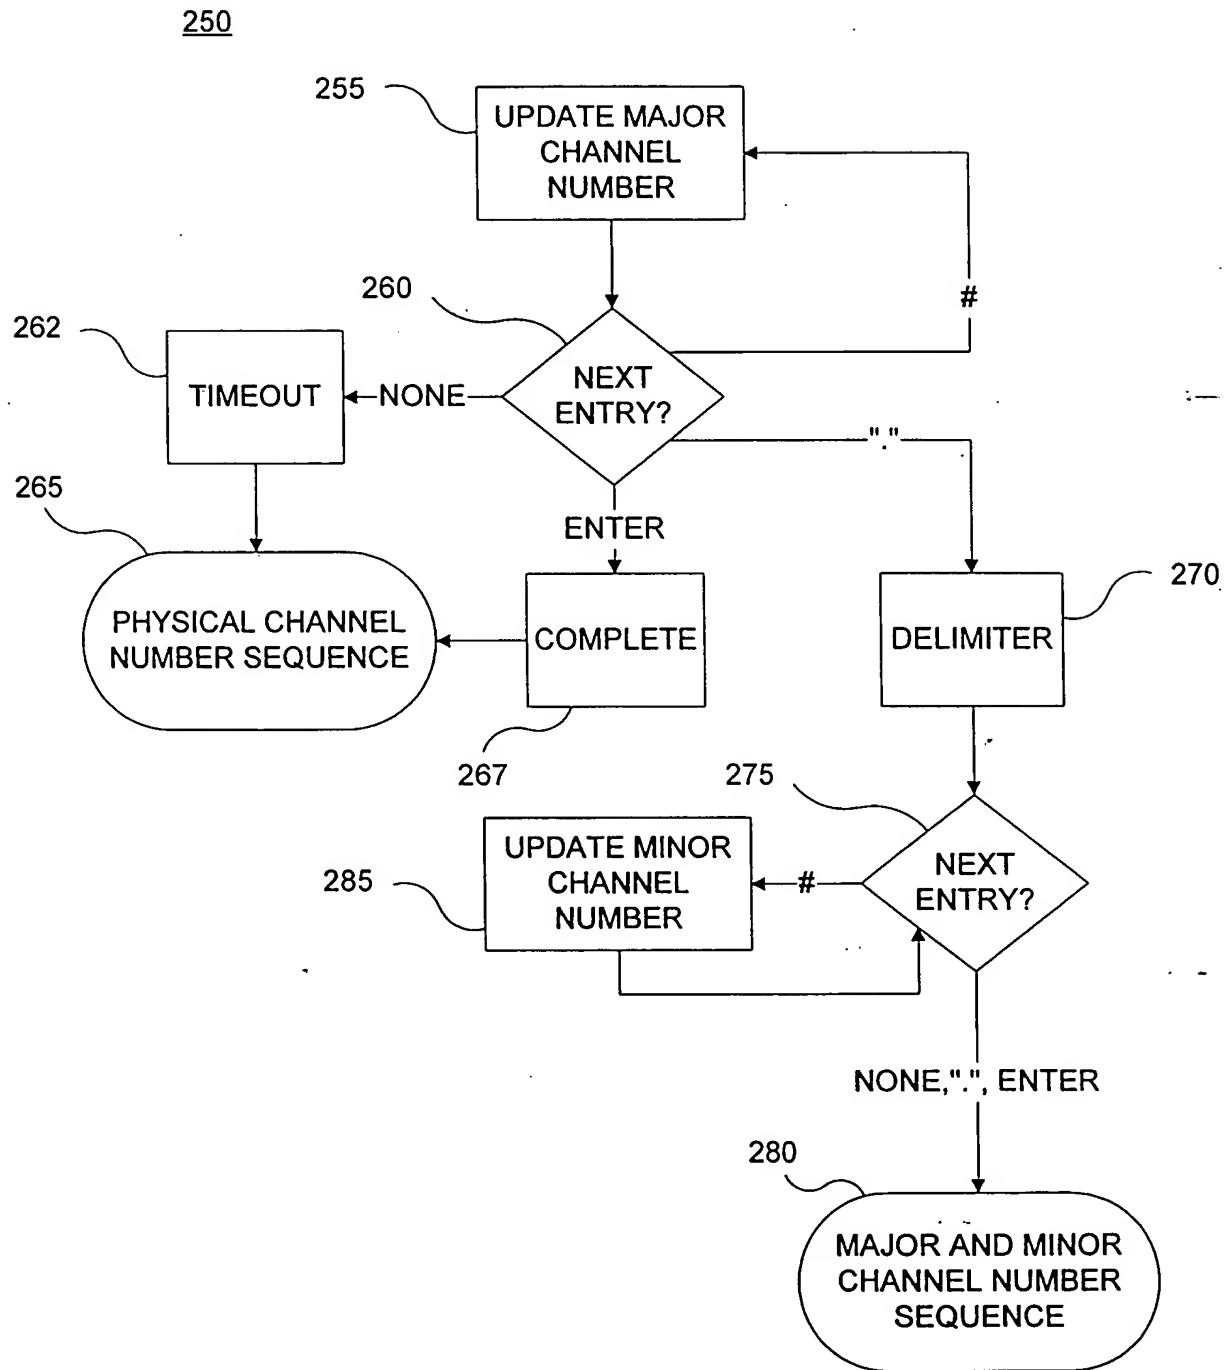 250
255
UPDATE MAJOR
CHANNEL
NUMBER
260
#
262
TIMEOUT
NONE
NEXT
ENTRY?
"."
265
ENTER
270
PHYSICAL CHANNEL
NUMBER SEQUENCE
COMPLETE
DELIMITER
267
275
285
UPDATE MINOR
CHANNEL
NUMBER
#
NEXT
ENTRY?
NONE,".", ENTER
280
MAJOR AND MINOR
CHANNEL NUMBER
SEQUENCE